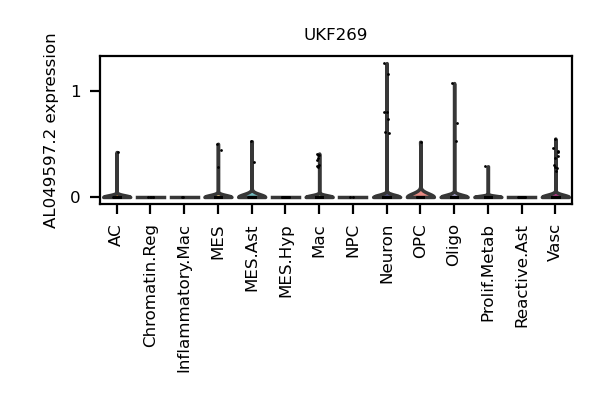 UKF269
AL049597.2 expression
1
0
AC
Chromatin.Reg
Inflammatory.Mac
MES
MES.Ast
MES.Hyp
Mac
NPC
Neuron
OPC
Oligo
Prolif.Metab
Reactive.Ast
Vasc